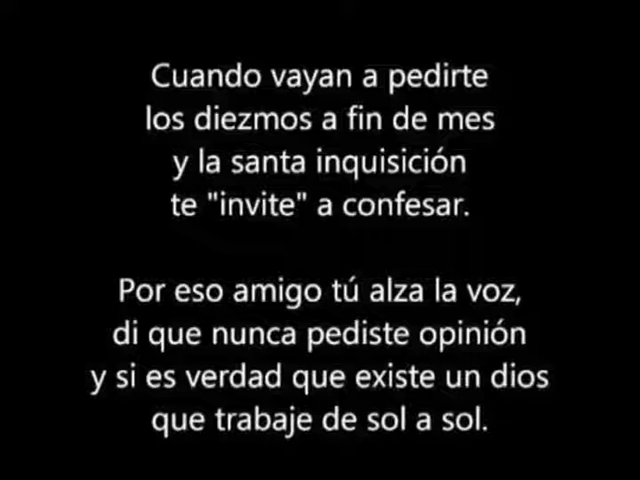 Cuando vayan a pedirte
los diezmos a fin de mes
y la santa inquisición
te "invite" a confesar.
Por eso amigo tú alza la voz,
di que nunca pediste opinión
y si es verdad que existe un dios
que trabaje de sol a sol.